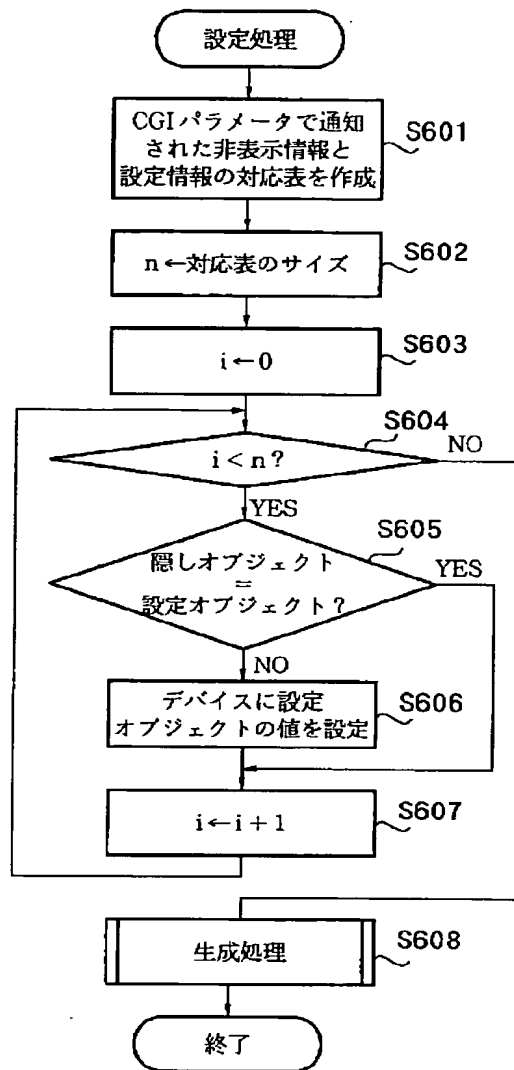 設定処理
CGIパラメータで通知
された非表示情報と
設定情報の対応表を作成
S601
n←対応表のサイズ
S602
i←0
S603
S604
i<n?
NO
YES
S605
隠しオブジェクト
=
設定オブジェクト?
YES
NO
デバイスに設定
オブジェクトの値を設定
S606
i←i+1
S607
生成処理
S608
終了